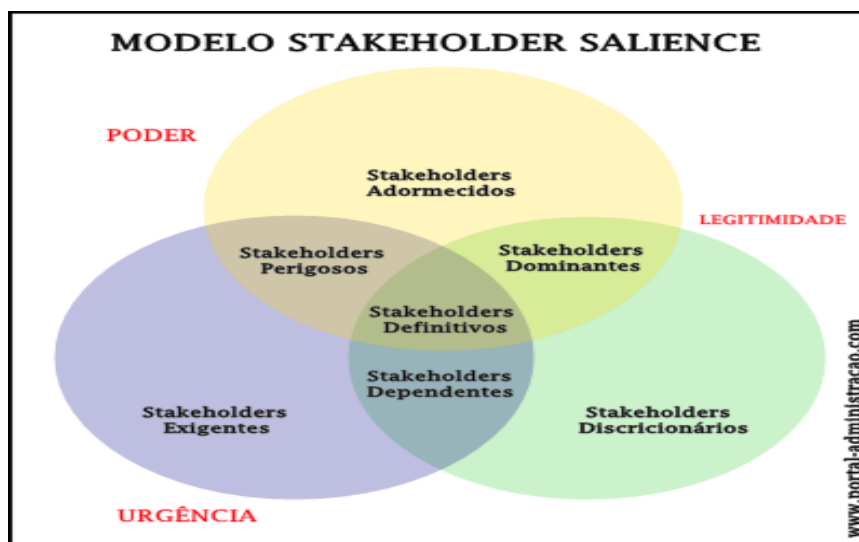 MODELO STAKEHOLDER SALIENCE
PODER
Stakeholders
Adormecidos
LEGITIMIDADE
Stakeholders
Perigosos
Stakeholders
Dominantes
Stakeholders
Definitivos
Stakeholders
Dependentes
Stakeholders
Exigentes
Stakeholders
Discricionários
URGÊNCIA
www.portal-administracao.com